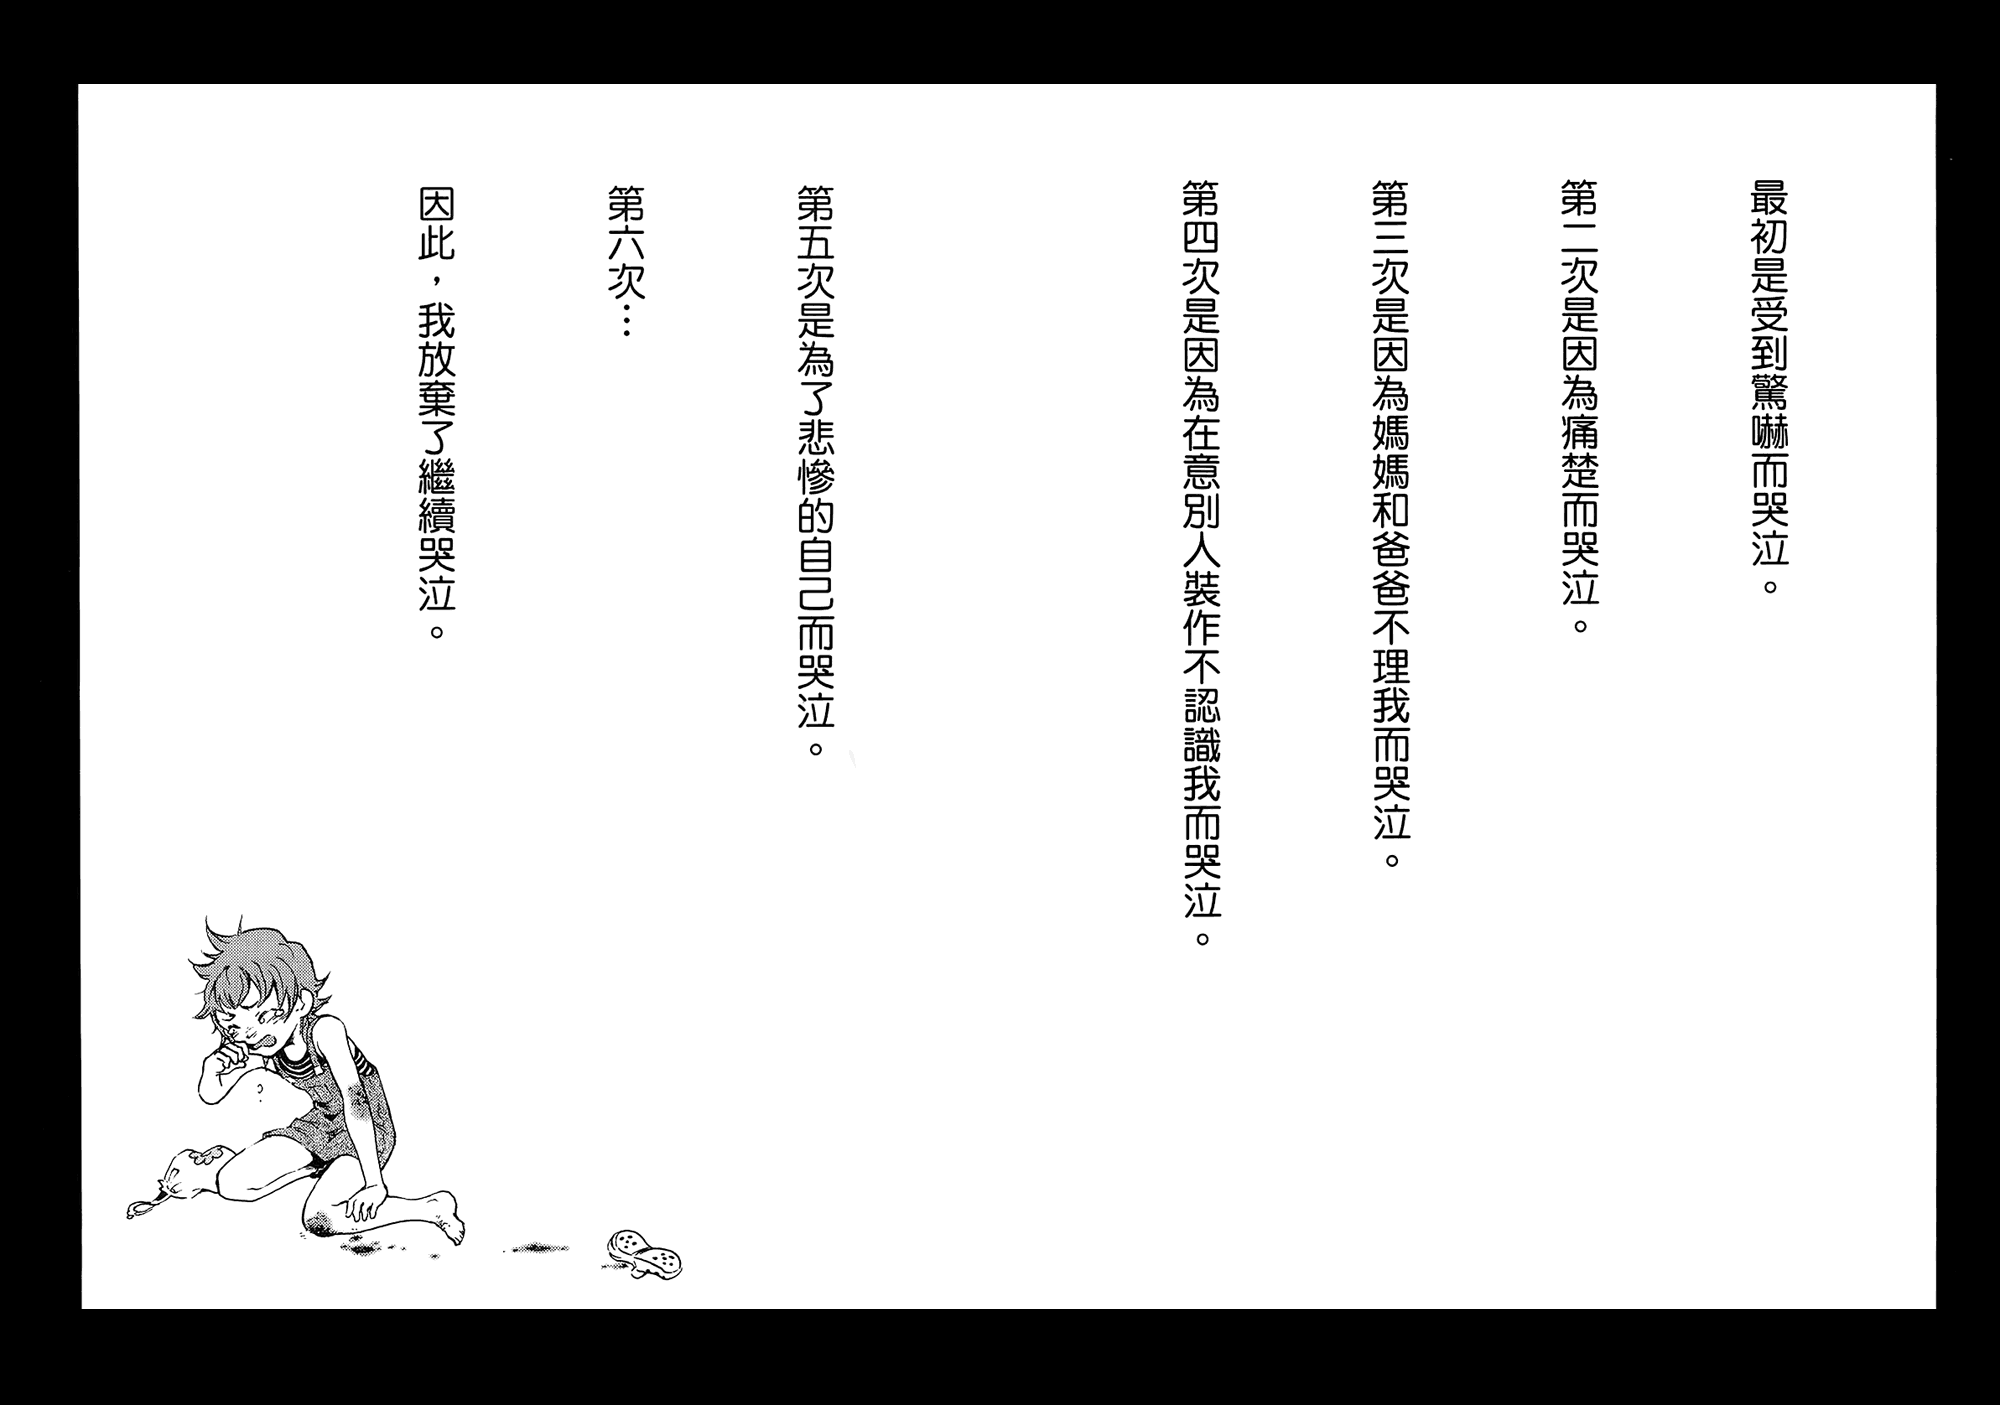 最初是受到驚嚇而哭泣。
第二次是因為痛楚而哭泣。
第三次是因為媽媽和爸爸不理我而哭泣。
第四次是因為在意別人裝作不認識我而哭泣。
第五次是為了悲慘的自己而哭泣。
第六次…
因此，我放棄了繼續哭泣。